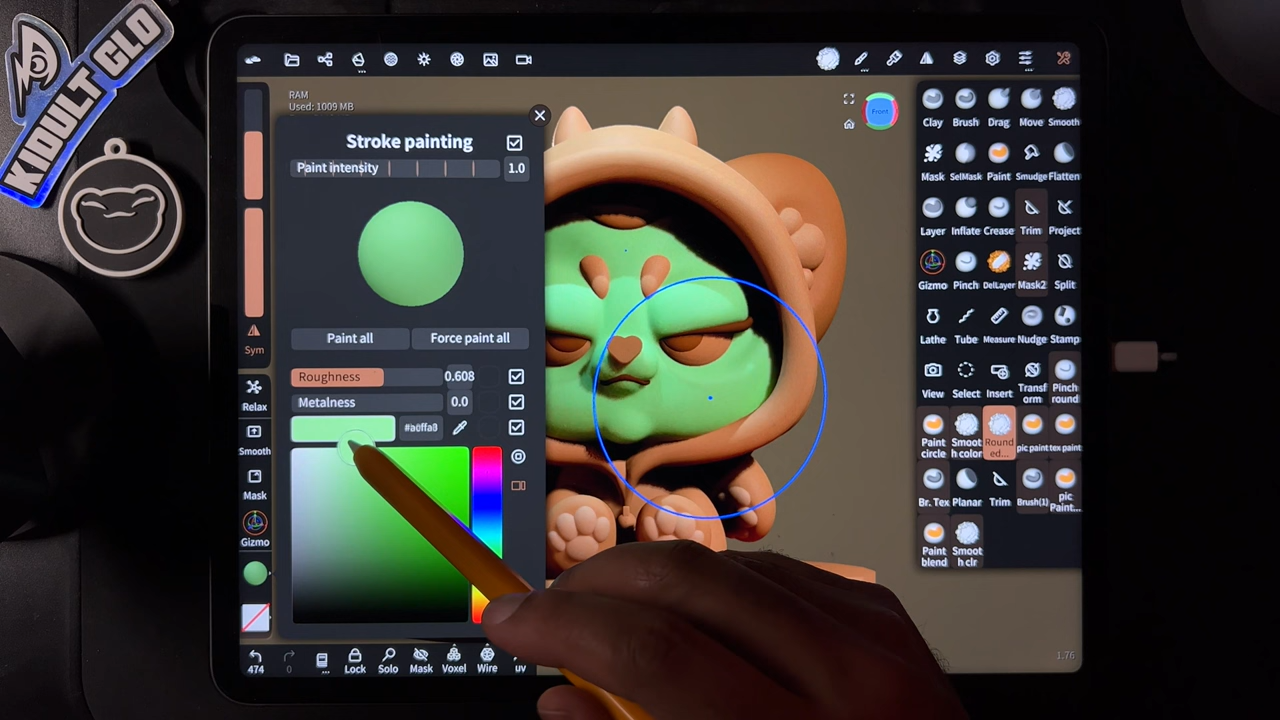 KIDULT CLO
RAM
Used: 1009 MB
Stroke painting
Paint intensity 1.0
Paint all Force paint all
Roughness 0.608
Metalness 0.0
#a0ffa8
Sym
Relax
Smooth
Mask
Gizmo
474 0 Lock Solo Mask Voxel Wire uv
Front
Clay Brush Drag Move Smooth
Mask SelMask Paint Smudge Flatten
Layer Inflate Crease Trim Project
Gizmo Pinch DelLayer Mask2 Split
Lathe Tube Measure Nudge Stamp
View Select Insert Transf
orm Pinch
round
Paint
circle Smoot
h color Round
ed... pic paint tex paint
Br. Tex Planar Trim Brush(1) pic
Paint...
Paint
blend Smoot
h clr
1.76